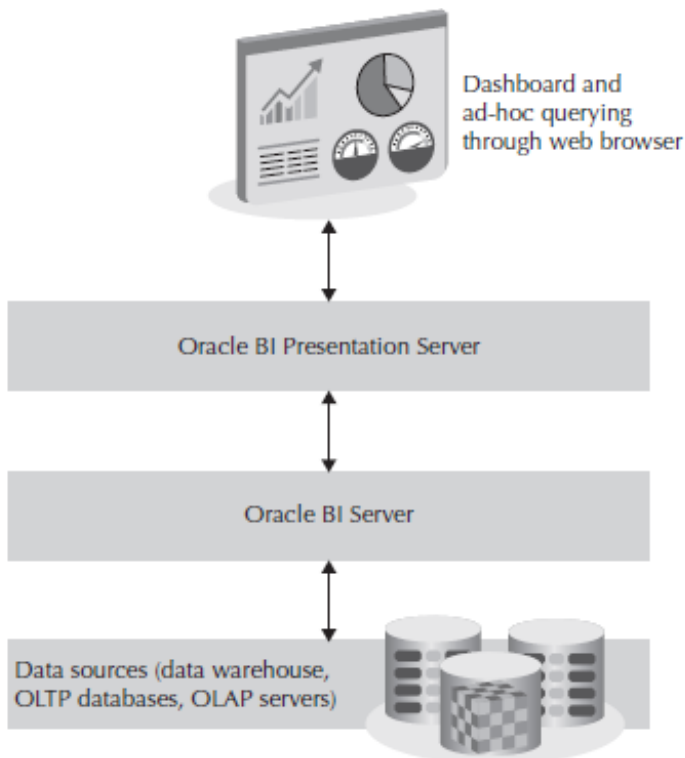 Dashboard and
ad-hoc querying
through web browser
Oracle BI Presentation Server
Oracle BI Server
Data sources (data warehouse,
OLTP databases, OLAP servers)